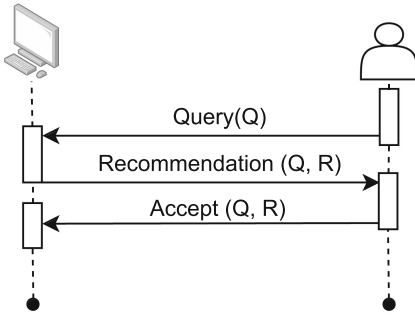 Query(Q)
Recommendation (Q, R)
Accept (Q, R)